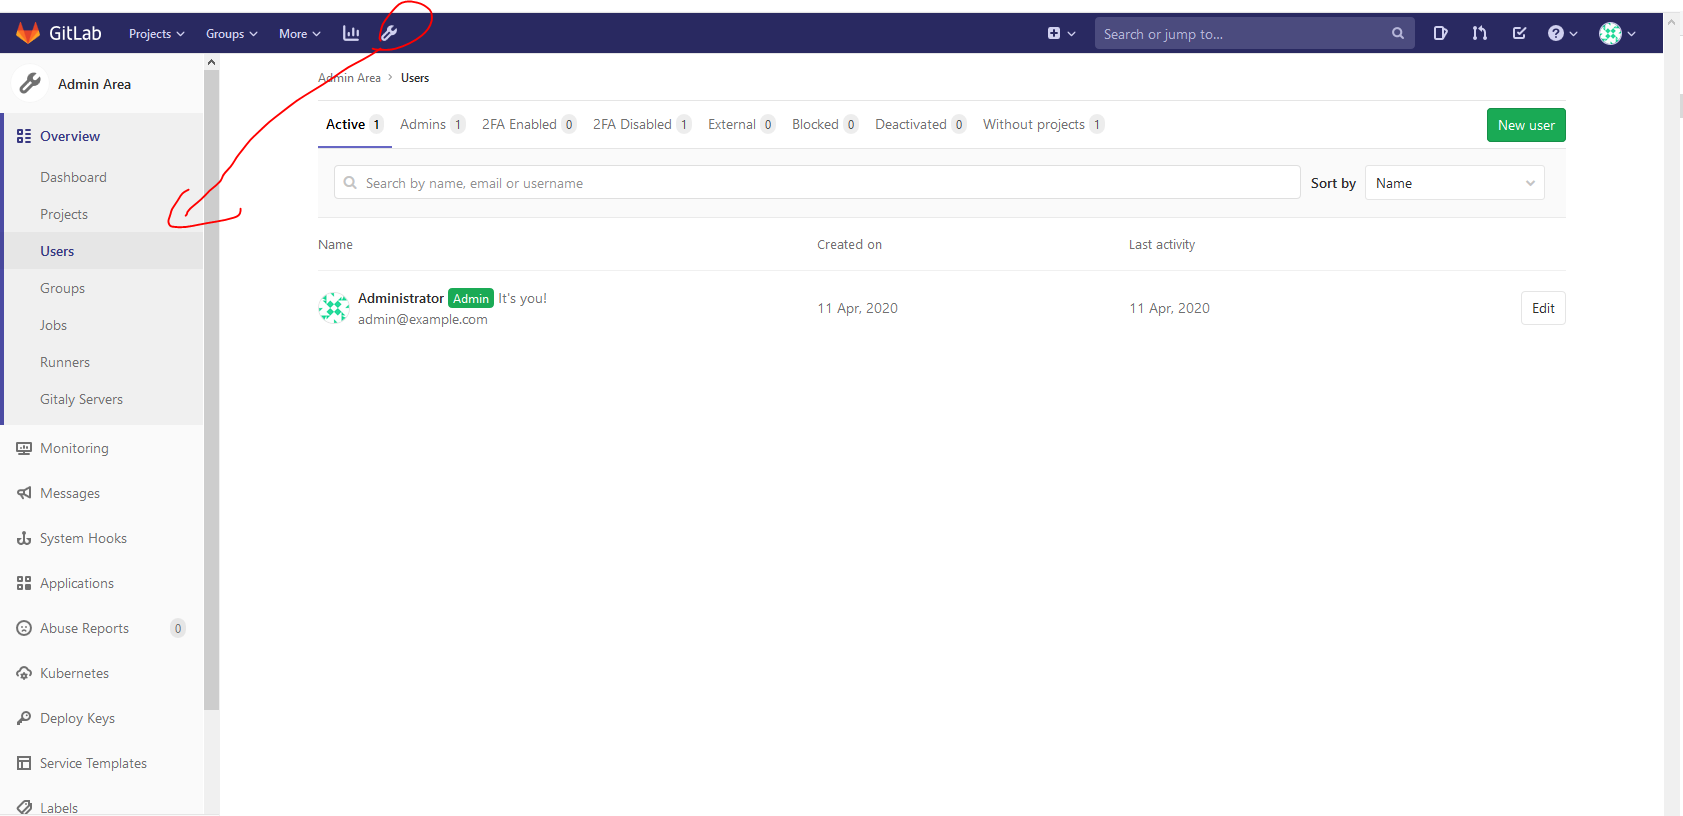 GitLab Projects Groups More Search or jump to...
Admin Area
Overview
Dashboard
Projects
Users
Groups
Jobs
Runners
Gitaly Servers
Monitoring
Messages
System Hooks
Applications
Abuse Reports 0
Kubernetes
Deploy Keys
Service Templates
Labels
Admin Area > Users
Active 1 Admins 1 2FA Enabled 0 2FA Disabled 1 External 0 Blocked 0 Deactivated 0 Without projects 1 New user
Search by name, email or username Sort by Name
Name Created on Last activity
Administrator Admin It's you!
admin@example.com 11 Apr, 2020 11 Apr, 2020 Edit